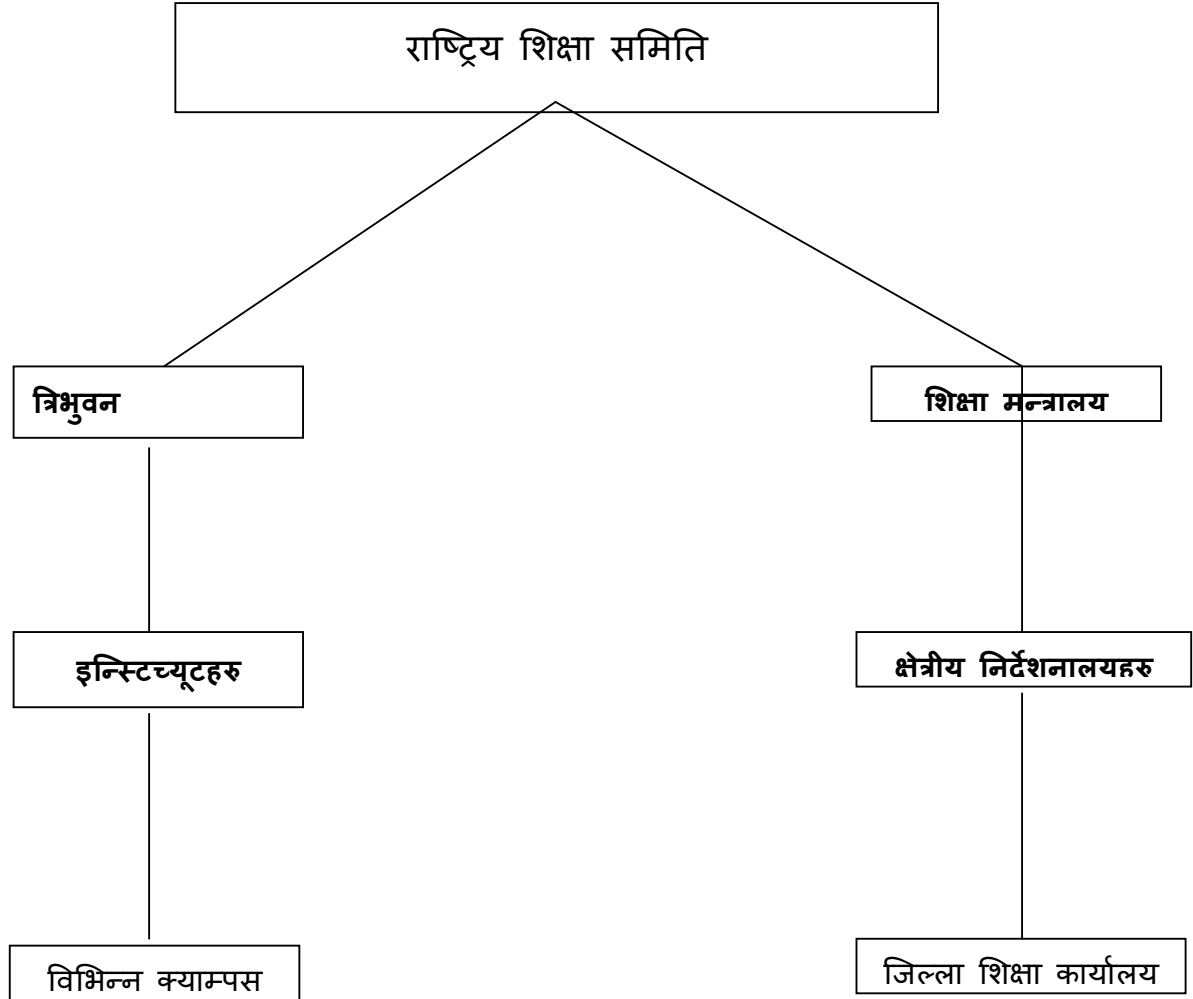 राष्ट्रिय शिक्षा समिति
त्रिभुवन
शिक्षा मन्त्रालय
इन्स्टिच्यूटहरु
क्षेत्रीय निर्देशनालयहरु
विभिन्न क्याम्पस
जिल्ला शिक्षा कार्यालय